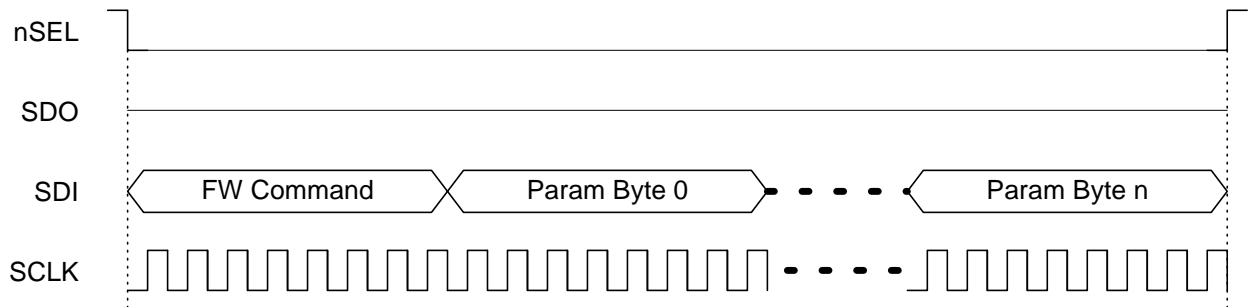 nSEL
SDO
SDI FW Command Param Byte 0 Param Byte n
SCLK